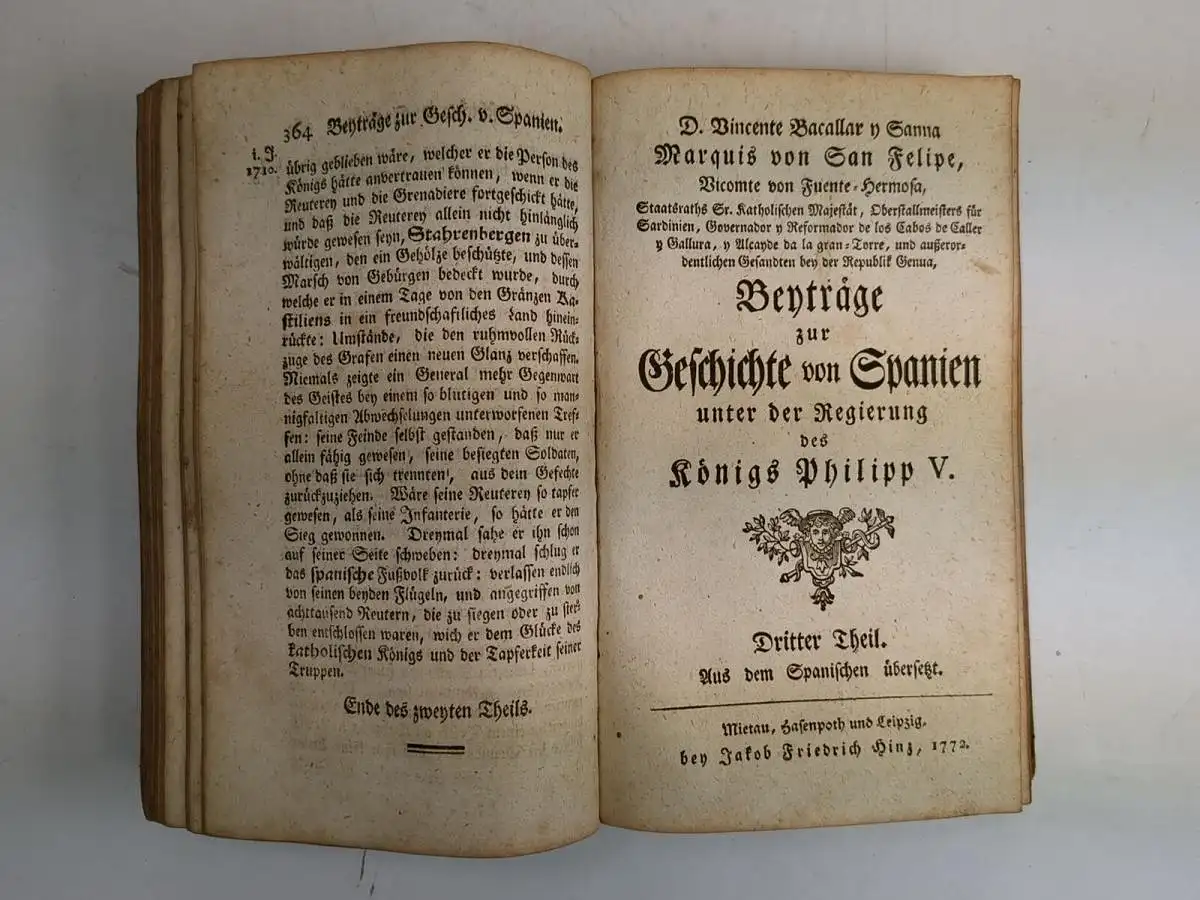 364 Beyträge zur Gesch. v. Spanien.
i. J.
1710.
übrig geblieben wäre, welcher er die Person des
Königs hätte anvertrauen können, wenn er die
Reuterey und die Grenadiere fortgeschickt hätte,
und daß die Reuterey allein nicht hinlänglich
würde gewesen seyn, Stahrenbergen zu über-
wältigen, den ein Gehölze beschützte, und dessen
Marsch von Gebürgen bedeckt wurde, durch
welche er in einem Tage von den Gränzen Ka-
stiliens in ein freundschaftliches Land hinein-
rückte: Umstände, die den ruhmvollen Rück-
zuge des Grafen einen neuen Glanz verschaffen.
Niemals zeigte ein General mehr Gegenwart
des Geistes bey einem so blutigen und so man-
nigfaltigen Abwechselungen unterworfenen Tref-
fen: seine Feinde selbst gestanden, daß nur er
allein fähig gewesen, seine besiegten Soldaten,
ohne daß sie sich trennten, aus dem Gefechte
zurückzuziehen. Wäre seine Reuterey so tapfer
gewesen, als seine Infanterie, so hätte er den
Sieg gewonnen. Dreymal sahe er ihn schon
auf seiner Seite schweben: dreymal schlug er
das spanische Fußvolk zurück: verlassen endlich
von seinen beyden Flügeln, und angegriffen von
achttausend Reutern, die zu siegen oder zu ster-
ben entschlossen waren, wich er dem Glücke des
katholischen Königs und der Tapferkeit seiner
Truppen.
Ende des zweyten Theils.
D. Vincente Bacallar y Sanna
Marquis von San Felipe,
Vicomte von Fuente-Hermosa,
Staatsraths Sr. Katholischen Majestät, Oberstallmeisters für
Sardinien, Governador y Reformador de los Cabos de Caller
y Gallura, y Alcayde da la gran-Torre, und außeror-
dentlichen Gesandten bey der Republik Genua,
Beyträge
zur
Geschichte von Spanien
unter der Regierung
des
Königs Philipp V.
Dritter Theil.
Aus dem Spanischen übersetzt.
Mietau, Hasenpoth und Leipzig,
bey Jakob Friedrich Hinz, 1772.